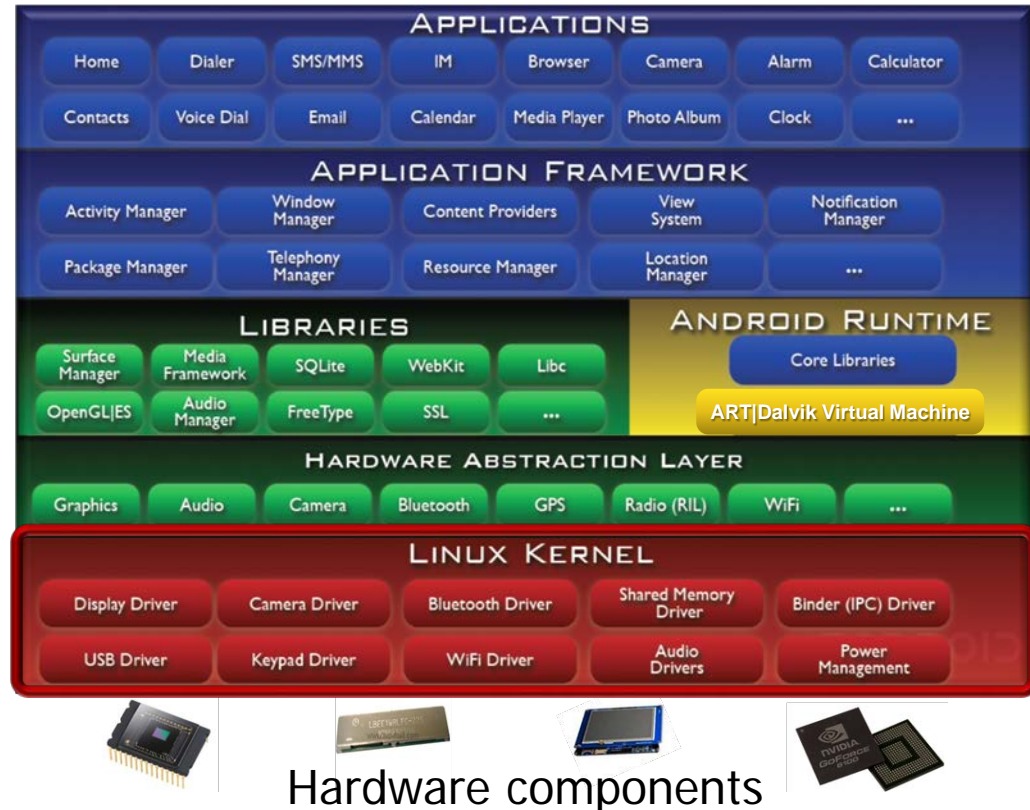 APPLICATIONS
Home Dialer SMS/MMS IM Browser Camera Alarm Calculator
Contacts Voice Dial Email Calendar Media Player Photo Album Clock ...
APPLICATION FRAMEWORK
Activity Manager Window Manager Content Providers View System Notification Manager
Package Manager Telephony Manager Resource Manager Location Manager ...
LIBRARIES
Surface Manager Media Framework SQLite WebKit Libc
OpenGL|ES Audio Manager FreeType SSL ...
ANDROID RUNTIME
Core Libraries
ART|Dalvik Virtual Machine
HARDWARE ABSTRACTION LAYER
Graphics Audio Camera Bluetooth GPS Radio (RIL) WiFi ...
LINUX KERNEL
Display Driver Camera Driver Bluetooth Driver Shared Memory Driver Binder (IPC) Driver
USB Driver Keypad Driver WiFi Driver Audio Drivers Power Management
NVIDIA
GOFORCE
Hardware components